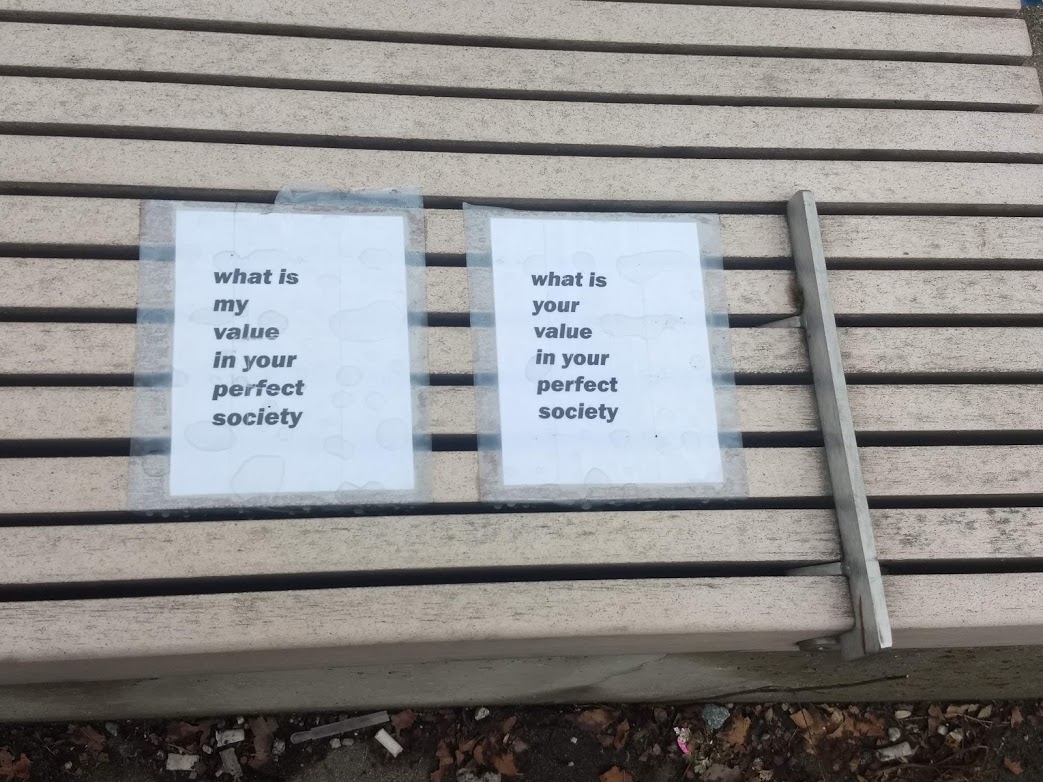 what is
my
value
in your
perfect
society
what is
your
value
in your
perfect
society